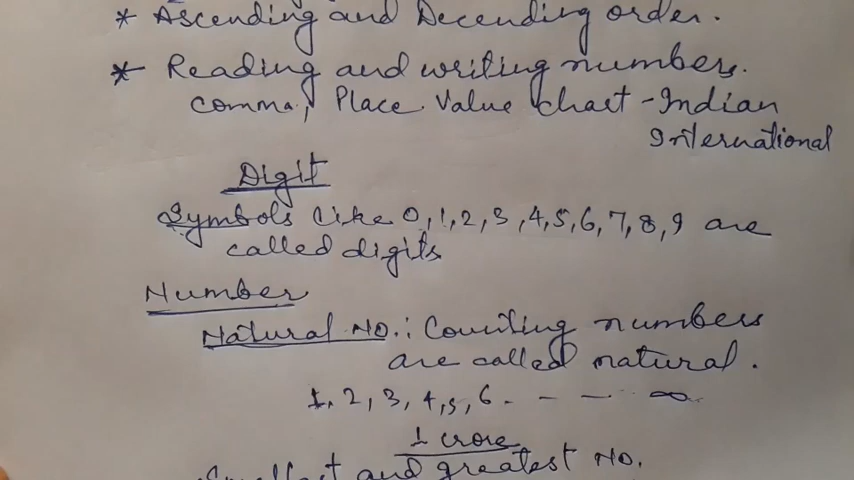 * Ascending and Decending order.
* Reading and writing numbers.
comma, Place Value chart - Indian
International
Digit
Symbols like 0, 1, 2, 3, 4, 5, 6, 7, 8, 9 are
called digits
Number
Natural No.: Counting numbers
are called natural.
1, 2, 3, 4, 5, 6 - - - ... ∞
1 crore
Smallest and greatest No.